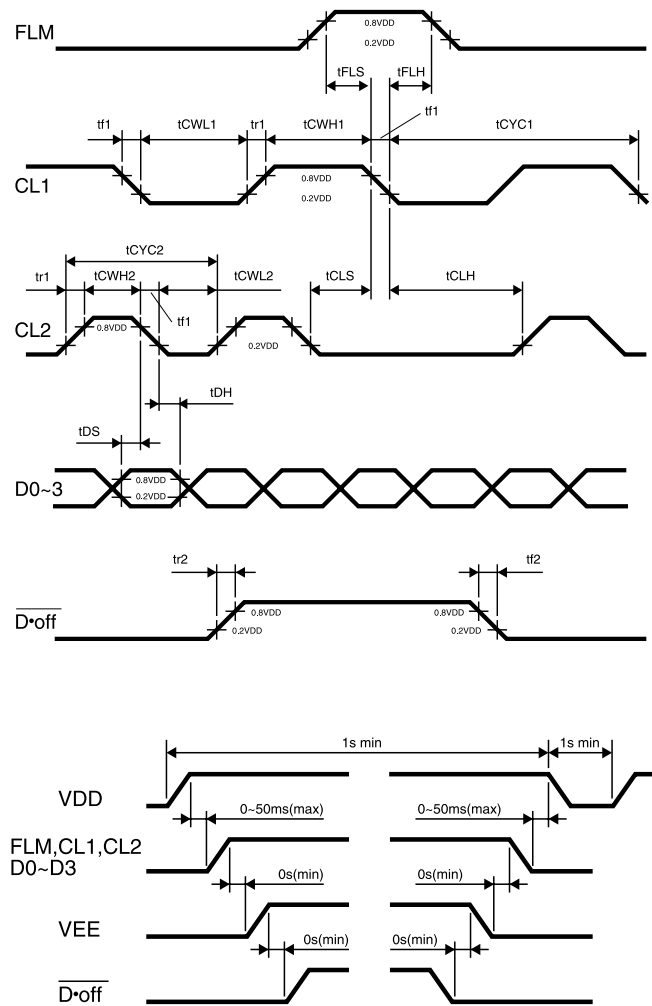 FLM
0.8VDD
0.2VDD
tFLS
tFLH
tf1
tCWL1
tr1
tCWH1
tf1
tCYC1
CL1
0.8VDD
0.2VDD
tCYC2
tr1
tCWH2
tCWL2
tCLS
tCLH
tf1
CL2
0.8VDD
0.2VDD
tDH
tDS
D0~3
0.8VDD
0.2VDD
tr2
tf2
D•off
0.8VDD
0.8VDD
0.2VDD
0.2VDD
1s min
1s min
VDD
0~50ms(max)
0~50ms(max)
FLM,CL1,CL2
D0~D3
0s(min)
0s(min)
VEE
0s(min)
0s(min)
D•off